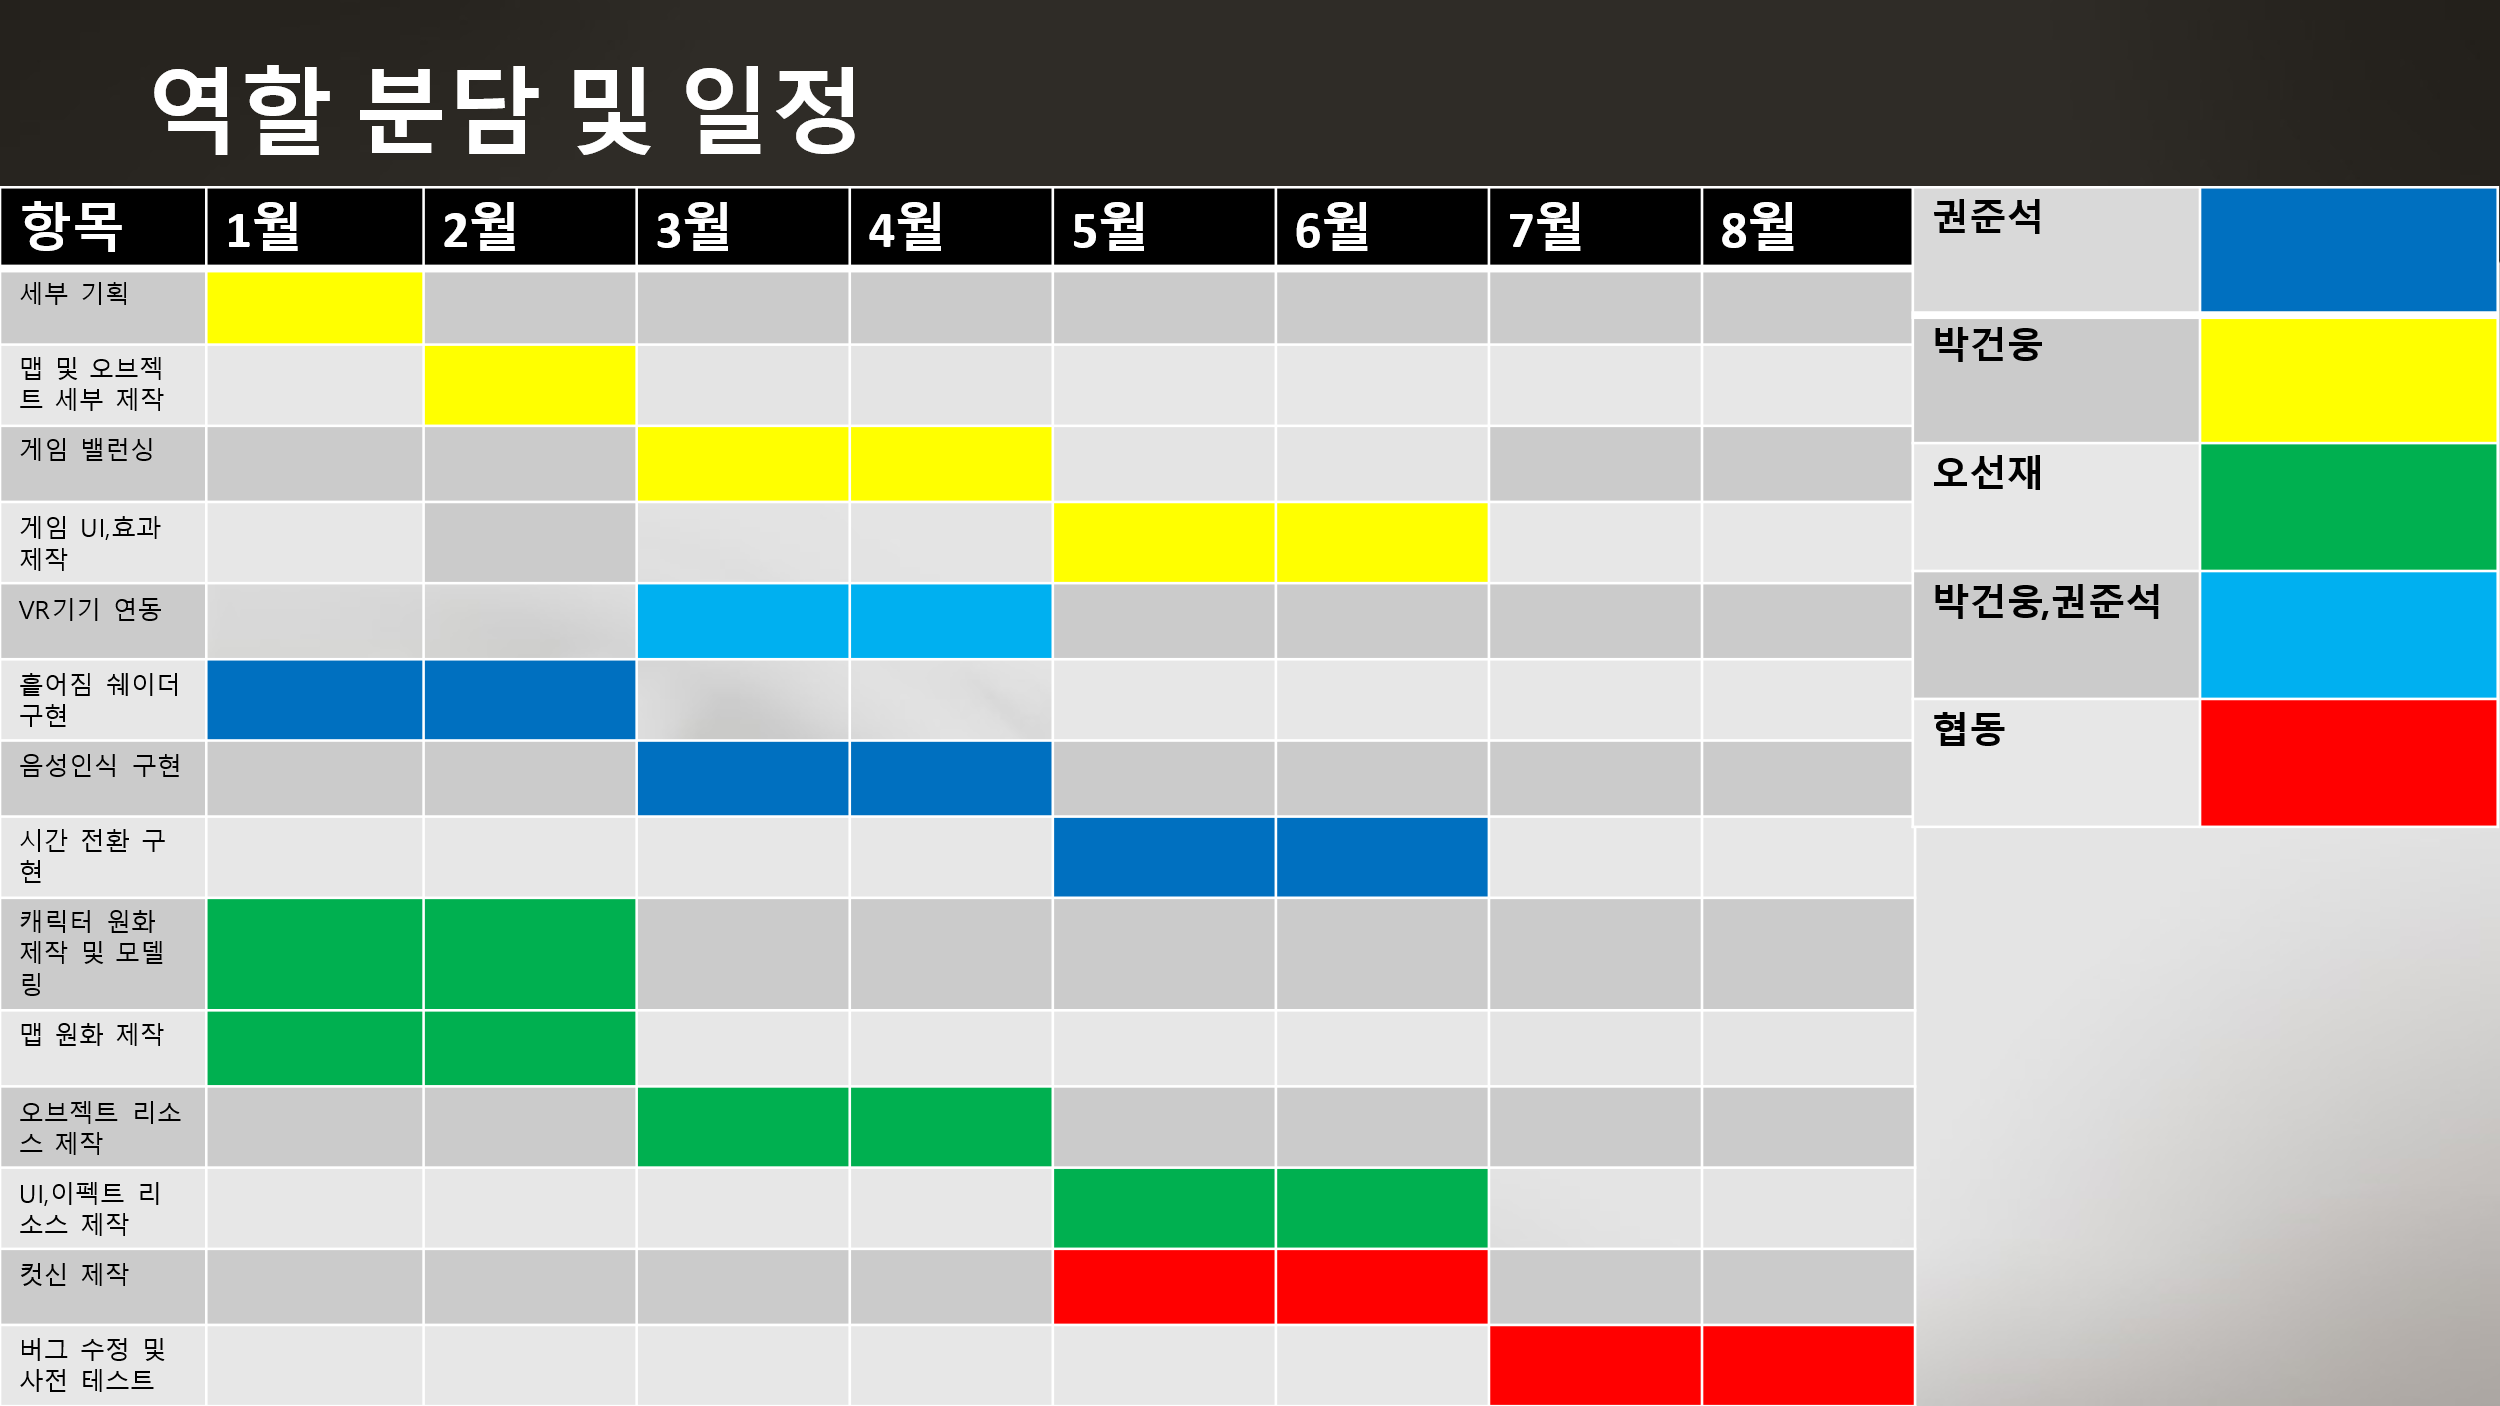 역할 분담 및 일정
항목 1월 2월 3월 4월 5월 6월 7월 8월
세부 기획
맵 및 오브젝
트 세부 제작
게임 밸런싱
게임 UI,효과
제작
VR기기 연동
흩어짐 쉐이더
구현
음성인식 구현
시간 전환 구
현
캐릭터 원화
제작 및 모델
링
맵 원화 제작
오브젝트 리소
스 제작
UI,이펙트 리
소스 제작
컷신 제작
버그 수정 및
사전 테스트
권준석
박건웅
오선재
박건웅,권준석
협동